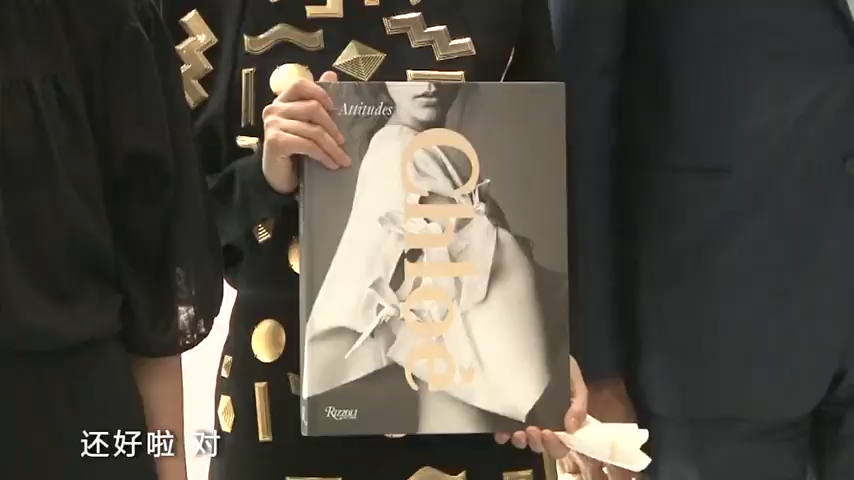 Attitudes
Chloé
RIZZOLI
还好啦 对